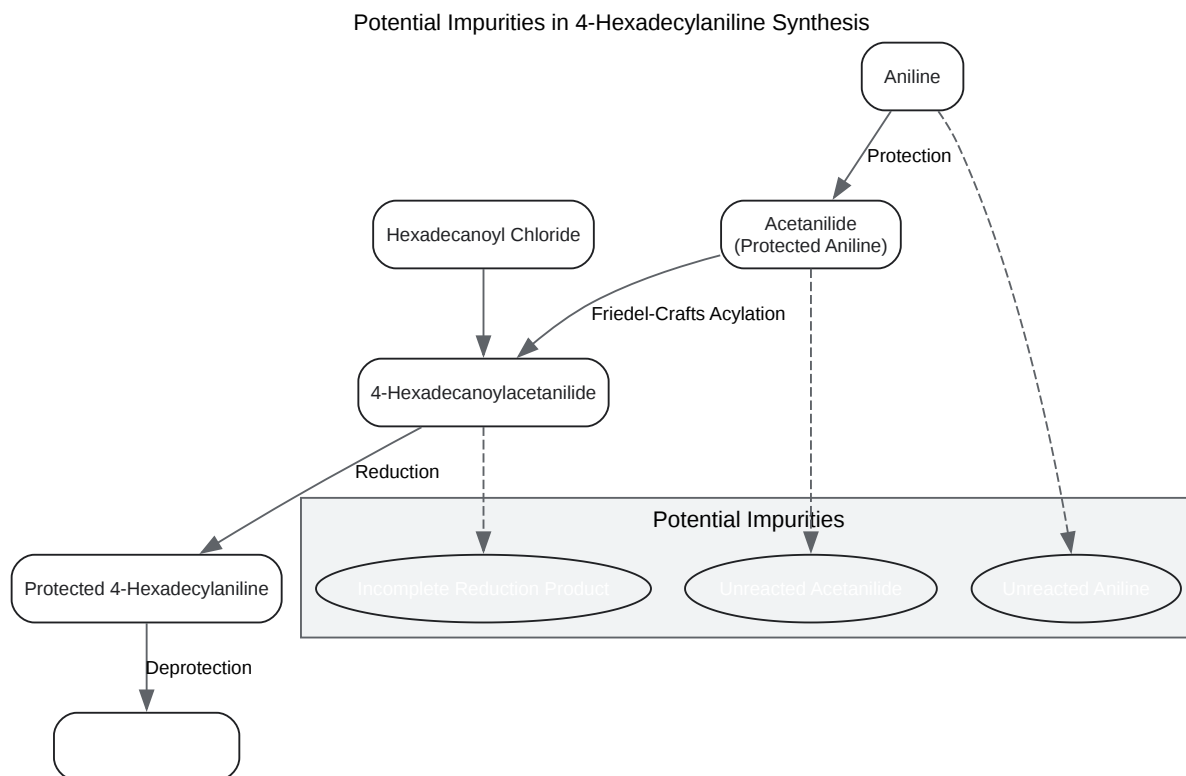 Potential Impurities in 4-Hexadecylaniline Synthesis
Aniline
Protection
Hexadecanoyl Chloride
Acetanilide
(Protected Aniline)
Friedel-Crafts Acylation
4-Hexadecanoylacetanilide
Reduction
Potential Impurities
Protected 4-Hexadecylaniline
Incomplete Reduction Product
Unreacted Acetanilide
Unreacted Aniline
Deprotection